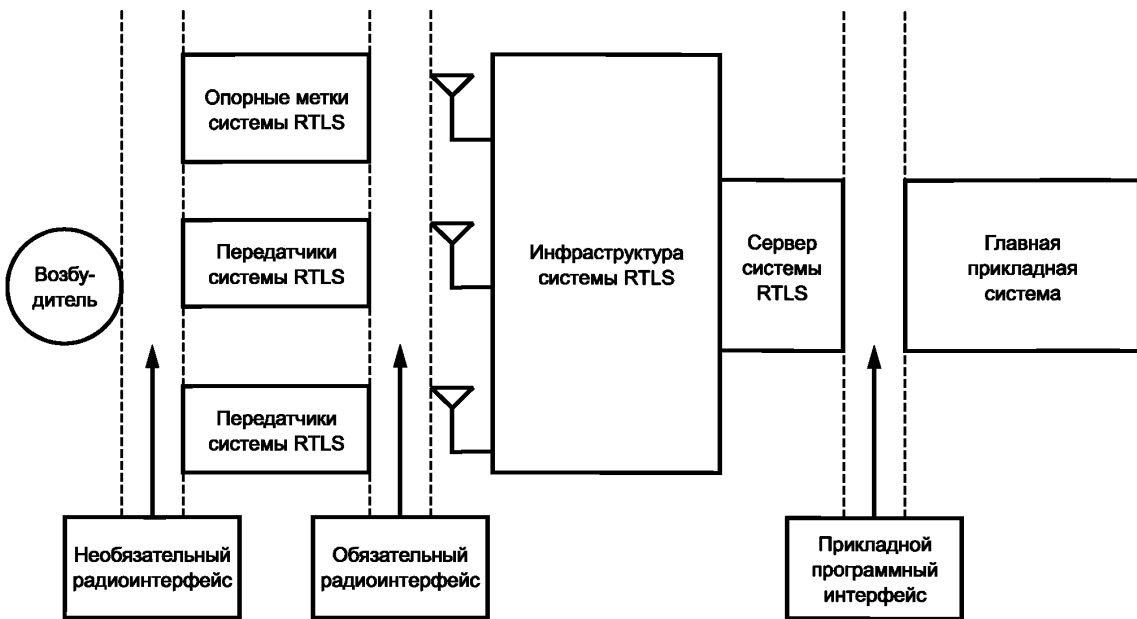 Опорные метки
системы RTLS
Возбу-
дитель
Передатчики
системы RTLS
Инфраструктура
системы RTLS
Сервер
системы
RTLS
Главная
прикладная
система
Передатчики
системы RTLS
Необязательный
радиоинтерфейс
Обязательный
радиоинтерфейс
Прикладной
программный
интерфейс